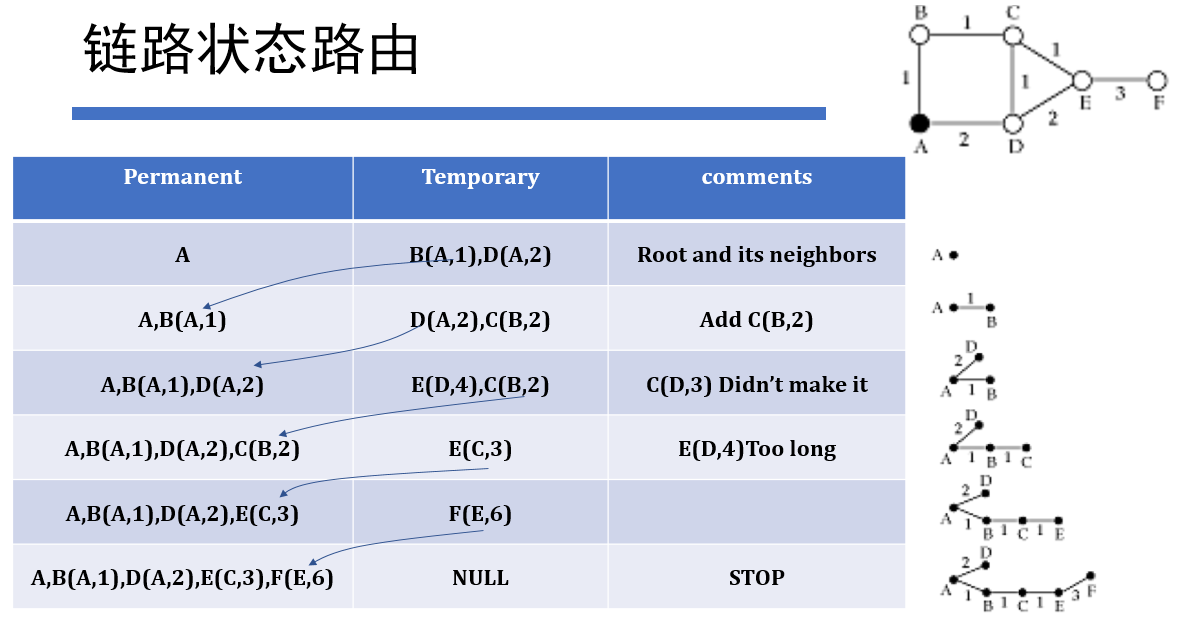 链路状态路由
B 1 C
1 1 1
E 3 F
2
A 2 D
Permanent Temporary comments
A B(A,1),D(A,2) Root and its neighbors
A
A,B(A,1) D(A,2),C(B,2) Add C(B,2)
A 1 B
A,B(A,1),D(A,2) E(D,4),C(B,2) C(D,3) Didn't make it
D
2
A 1 B
A,B(A,1),D(A,2),C(B,2) E(C,3) E(D,4)Too long
D
2
A 1 B 1 C
A,B(A,1),D(A,2),E(C,3) F(E,6)
D
2
A 1 B 1 C 1 E
A,B(A,1),D(A,2),E(C,3),F(E,6) NULL STOP
D
2
A 1 B 1 C 1 E 3 F